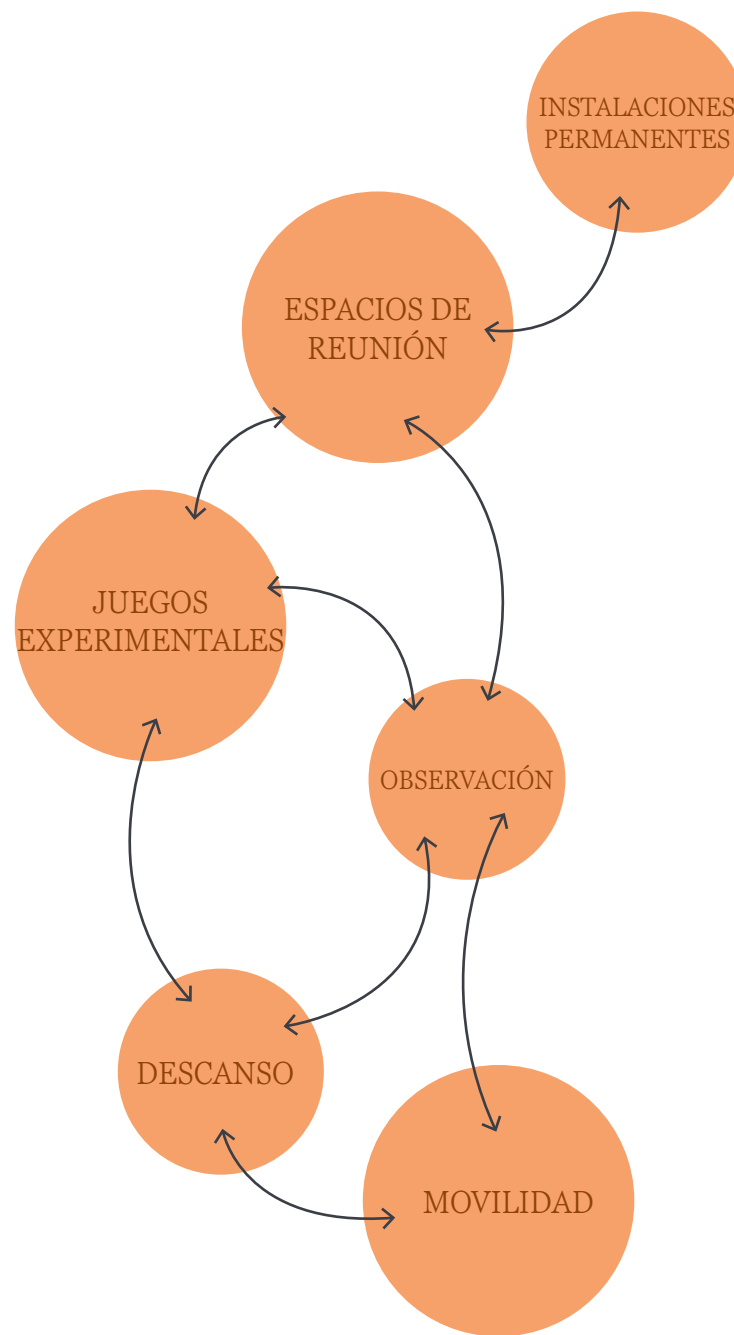 INSTALACIONES
PERMANENTES
ESPACIOS DE
REUNIÓN
JUEGOS
EXPERIMENTALES
OBSERVACIÓN
DESCANSO
MOVILIDAD